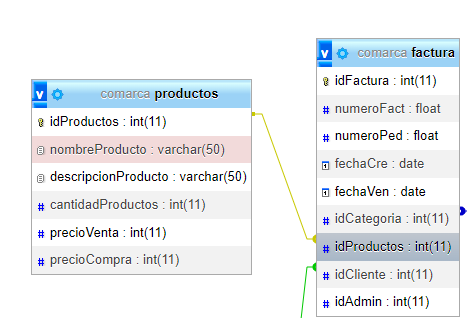 comarca productos
idProductos : int(11)
nombreProducto : varchar(50)
descripcionProducto : varchar(50)
cantidadProductos : int(11)
precioVenta : int(11)
precioCompra : int(11)
comarca factura
idFactura : int(11)
numeroFact : float
numeroPed : float
fechaCre : date
fechaVen : date
idCategoria : int(11)
idProductos : int(11)
idCliente : int(11)
idAdmin : int(11)